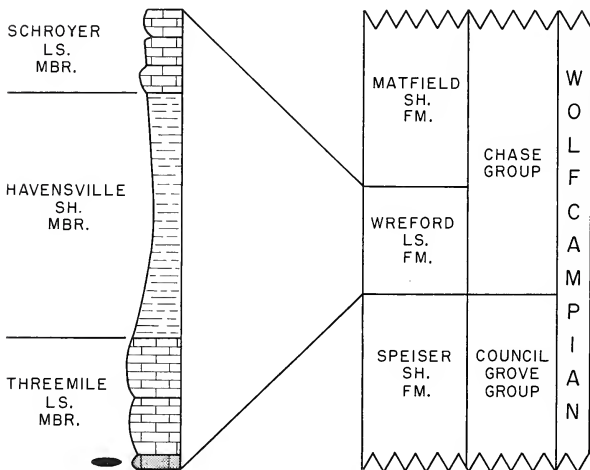 SCHROYER
LS.
MBR.
HAVENSVILLE
SH.
MBR.
THREEMILE
LS.
MBR.
MATFIELD
SH.
FM.
WREFORD
LS.
FM.
SPEISER
SH.
FM.
CHASE
GROUP
COUNCIL
GROVE
GROUP
WOLFCAMPIAN